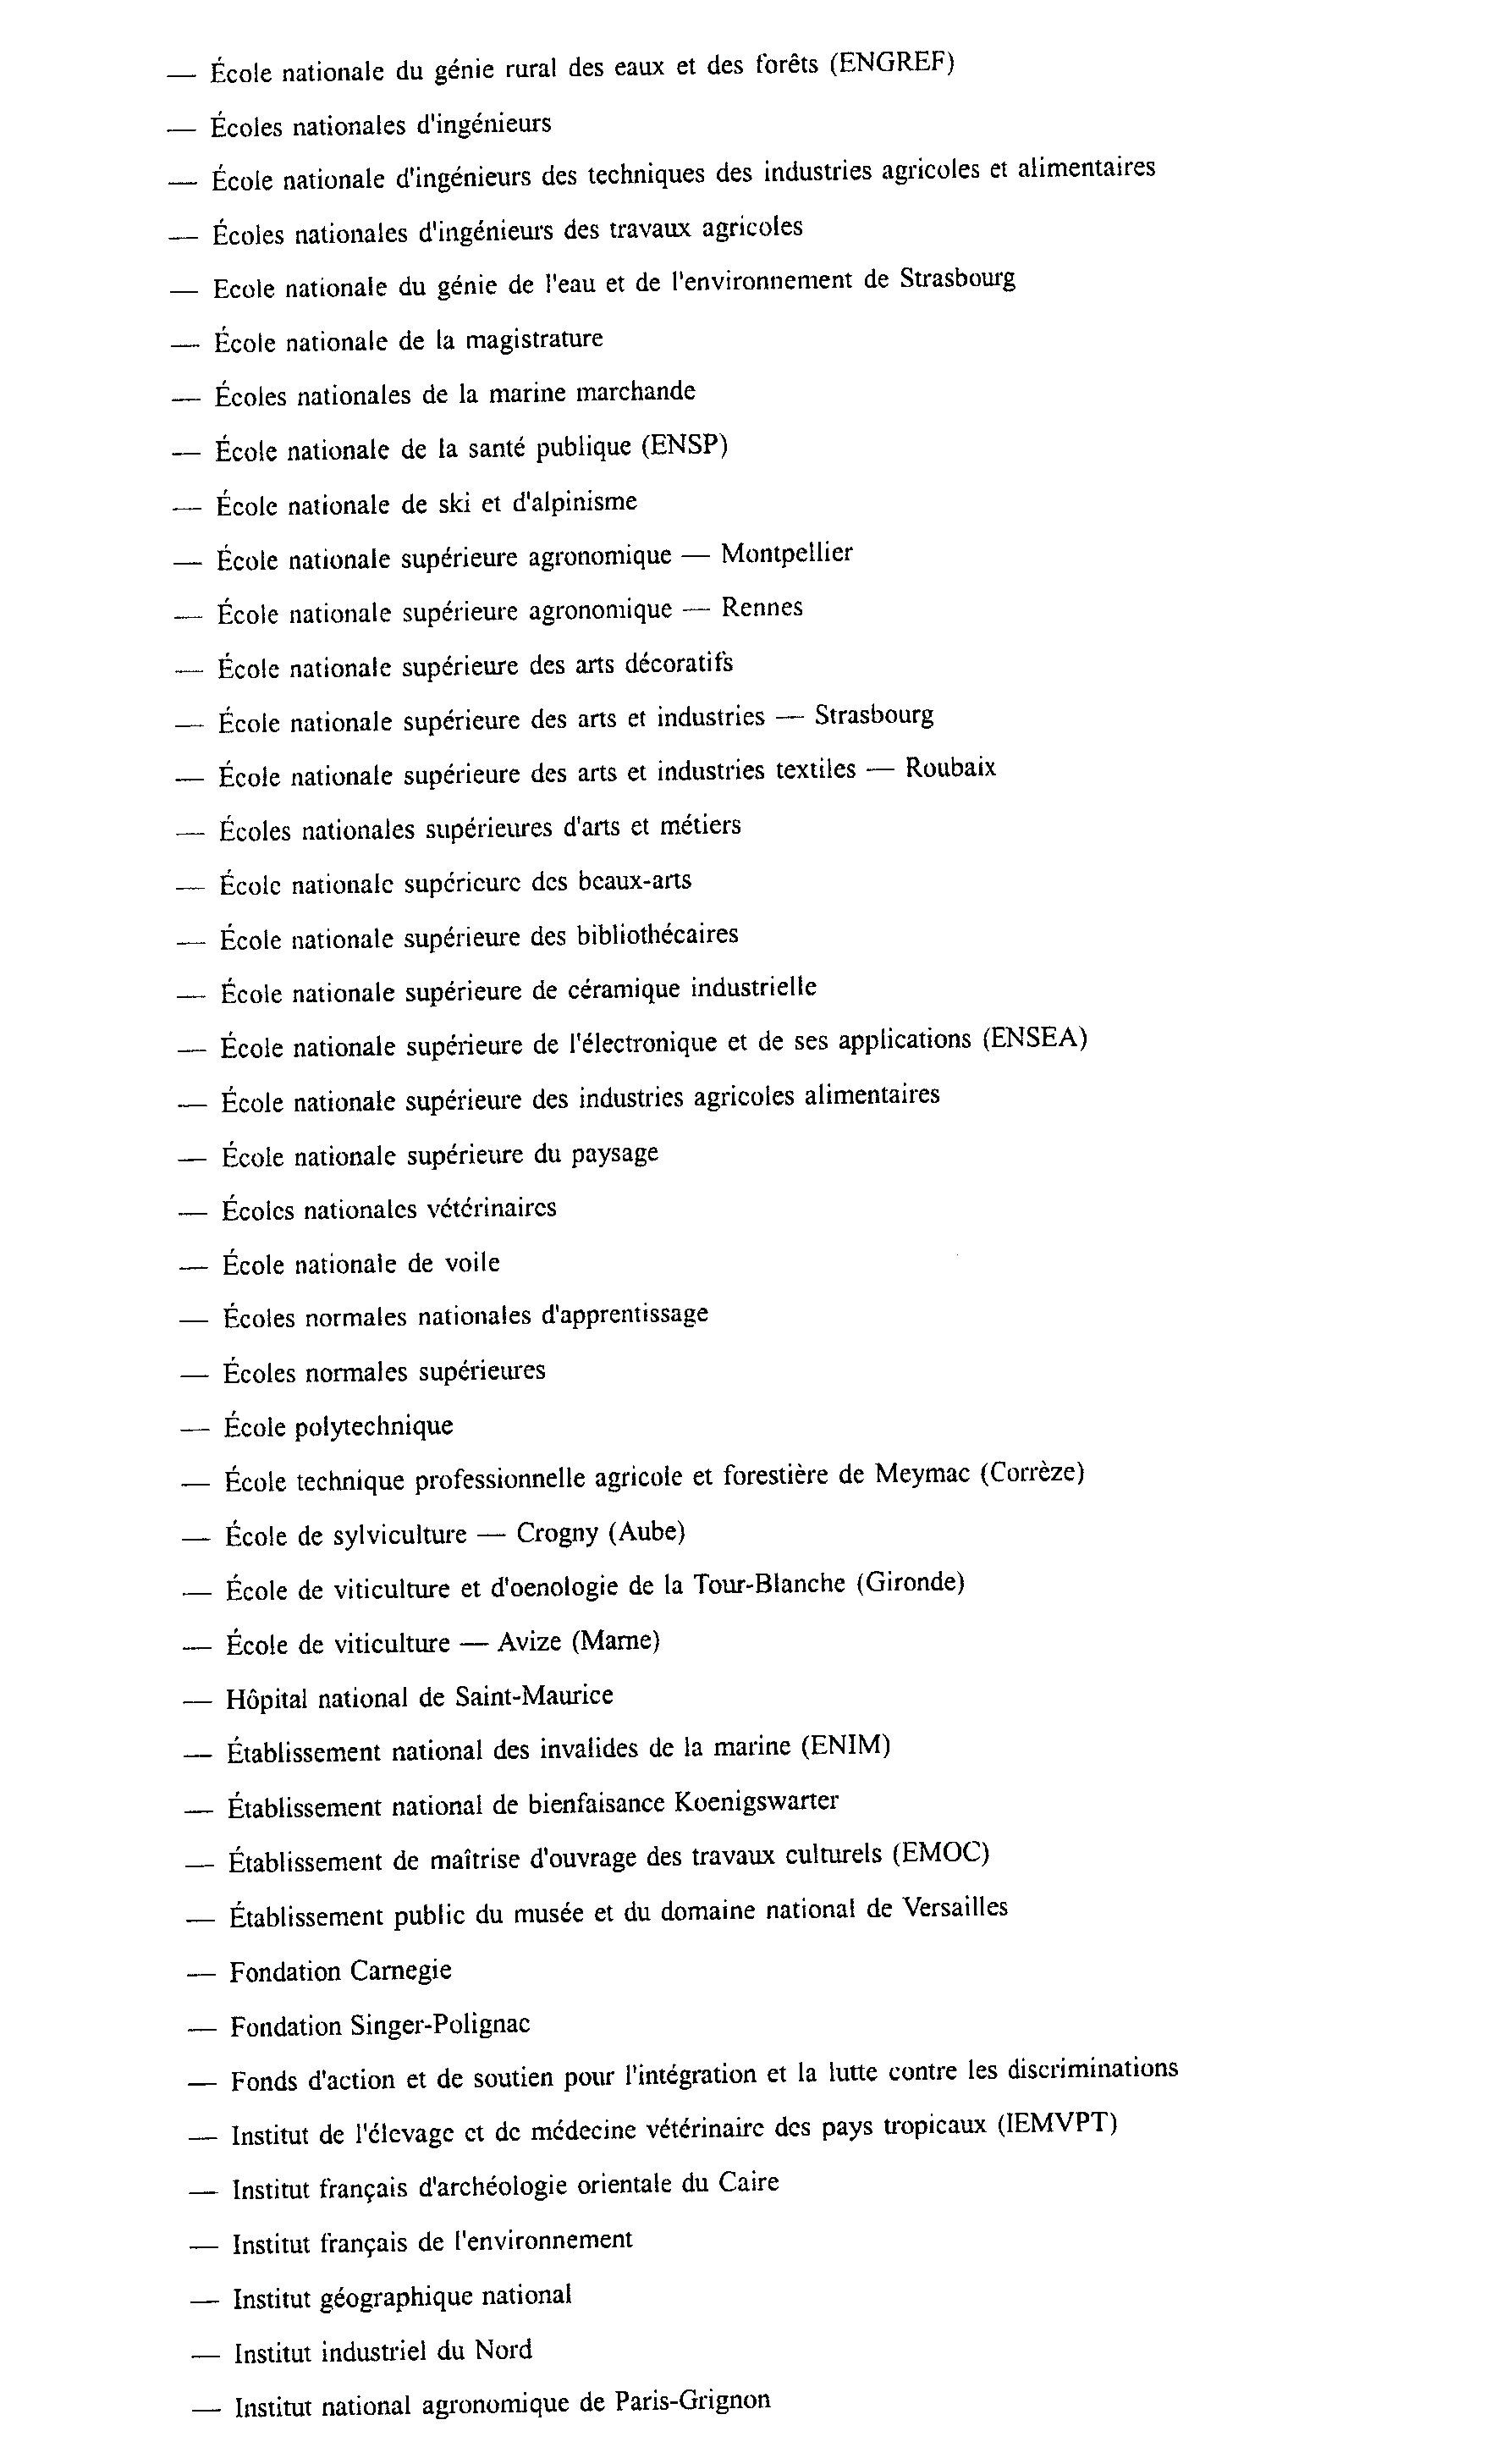 — École nationale du génie rural des eaux et des forêts (ENGREF)
— Écoles nationales d'ingénieurs
— École nationale d'ingénieurs des techniques des industries agricoles et alimentaires
— Écoles nationales d'ingénieurs des travaux agricoles
— Ecole nationale du génie de l'eau et de l'environnement de Strasbourg
— École nationale de la magistrature
— Écoles nationales de la marine marchande
— École nationale de la santé publique (ENSP)
— École nationale de ski et d'alpinisme
— École nationale supérieure agronomique — Montpellier
— École nationale supérieure agronomique — Rennes
— École nationale supérieure des arts décoratifs
— École nationale supérieure des arts et industries — Strasbourg
— École nationale supérieure des arts et industries textiles — Roubaix
— Écoles nationales supérieures d'arts et métiers
— École nationale supérieure des beaux-arts
— École nationale supérieure des bibliothécaires
— École nationale supérieure de céramique industrielle
— École nationale supérieure de l'électronique et de ses applications (ENSEA)
— École nationale supérieure des industries agricoles alimentaires
— École nationale supérieure du paysage
— Écoles nationales vétérinaires
— École nationale de voile
— Écoles normales nationales d'apprentissage
— Écoles normales supérieures
— École polytechnique
— École technique professionnelle agricole et forestière de Meymac (Corrèze)
— École de sylviculture — Crogny (Aube)
— École de viticulture et d'oenologie de la Tour-Blanche (Gironde)
— École de viticulture — Avize (Marne)
— Hôpital national de Saint-Maurice
— Établissement national des invalides de la marine (ENIM)
— Établissement national de bienfaisance Koenigswarter
— Établissement de maîtrise d'ouvrage des travaux culturels (EMOC)
— Établissement public du musée et du domaine national de Versailles
— Fondation Carnegie
— Fondation Singer-Polignac
— Fonds d'action et de soutien pour l'intégration et la lutte contre les discriminations
— Institut de l'élevage et de médecine vétérinaire des pays tropicaux (IEMVPT)
— Institut français d'archéologie orientale du Caire
— Institut français de l'environnement
— Institut géographique national
— Institut industriel du Nord
— Institut national agronomique de Paris-Grignon